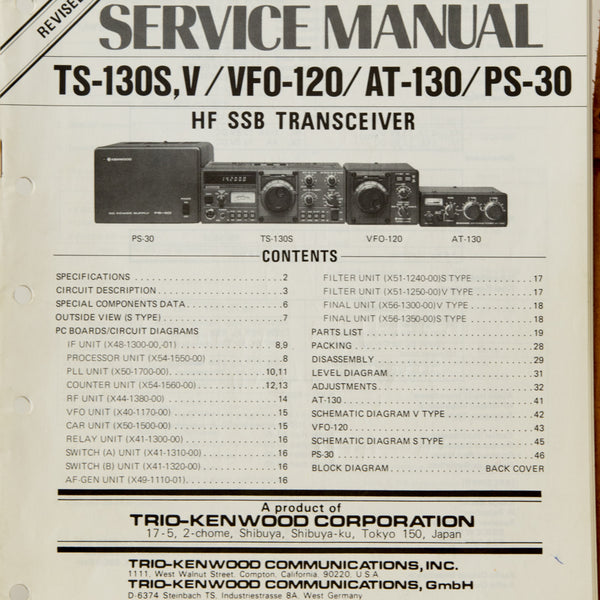 REVISED
SERVICE MANUAL
TS-130S,V/VFO-120/AT-130/PS-30
HF SSB TRANSCEIVER
KENWOOD
DC POWER SUPPLY PS-30
PS-30
TS-130S
VFO-120
AT-130
CONTENTS
SPECIFICATIONS 2
CIRCUIT DESCRIPTION 3
SPECIAL COMPONENTS DATA 6
OUTSIDE VIEW (S TYPE) 7
PC BOARDS/CIRCUIT DIAGRAMS
IF UNIT (X48-1300-00,-01) 8,9
PROCESSOR UNIT (X54-1550-00) 8
PLL UNIT (X50-1700-00) 10,11
COUNTER UNIT (X54-1560-00) 12,13
RF UNIT (X44-1380-00) 14
VFO UNIT (X40-1170-00) 15
CAR UNIT (X50-1500-00) 15
RELAY UNIT (X41-1300-00) 16
SWITCH (A) UNIT (X41-1310-00) 16
SWITCH (B) UNIT (X41-1320-00) 16
AF-GEN UNIT (X49-1110-01) 16
FILTER UNIT (X51-1240-00)S TYPE 17
FILTER UNIT (X51-1250-00)V TYPE 17
FINAL UNIT (X56-1300-00)V TYPE 18
FINAL UNIT (X56-1350-00)S TYPE 18
PARTS LIST 19
PACKING 28
DISASSEMBLY 29
LEVEL DIAGRAM 31
ADJUSTMENTS 32
AT-130 41
SCHEMATIC DIAGRAM V TYPE 42
VFO-120 43
SCHEMATIC DIAGRAM S TYPE 45
PS-30 46
BLOCK DIAGRAM BACK COVER
A product of
TRIO-KENWOOD CORPORATION
17-5, 2-chome, Shibuya, Shibuya-ku, Tokyo 150, Japan
TRIO-KENWOOD COMMUNICATIONS, INC.
1111, West Walnut Street, Compton, California, 90220, U.S.A
TRIO-KENWOOD COMMUNICATIONS, GmbH
D-6374 Steinbach TS, Industriestrasse 8A, West Germany